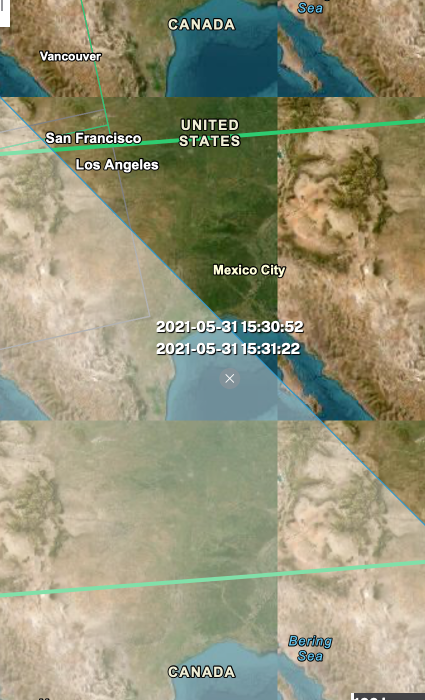 Sea
CANADA
Vancouver
UNITED
STATES
San Francisco
Los Angeles
Mexico City
2021-05-31 15:30:52
2021-05-31 15:31:22
Bering
Sea
CANADA